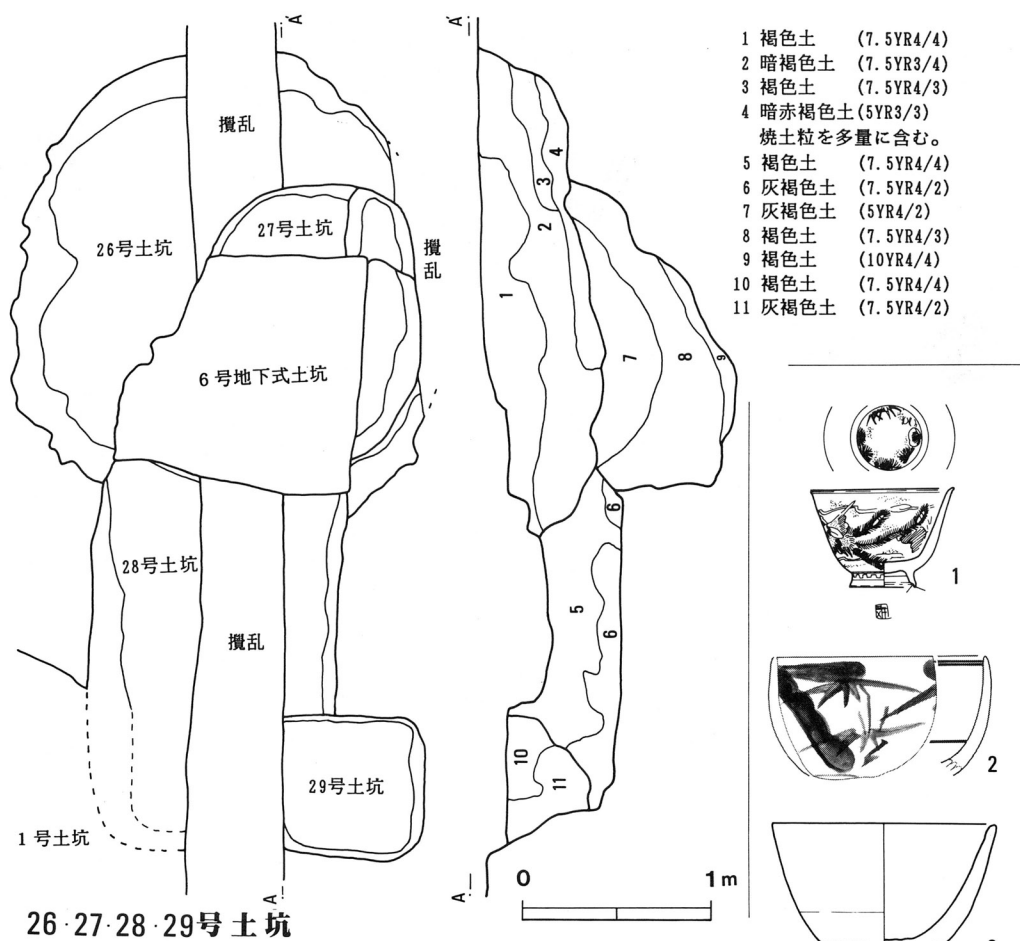 A´
A´
1 褐色土 (7.5YR4/4)
2 暗褐色土 (7.5YR3/4)
3 褐色土 (7.5YR4/3)
4 暗赤褐色土(5YR3/3)
焼土粒を多量に含む。
5 褐色土 (7.5YR4/4)
6 灰褐色土 (7.5YR4/2)
7 灰褐色土 (5YR4/2)
8 褐色土 (7.5YR4/3)
9 褐色土 (10YR4/4)
10 褐色土 (7.5YR4/4)
11 灰褐色土 (7.5YR4/2)
攪乱
26号土坑
27号土坑
攪乱
6号地下式土坑
28号土坑
攪乱
29号土坑
1号土坑
A
A
4
3
2
1
7
8
9
6
5
6
10
11
1
2
0 1m
26·27·28·29号土坑